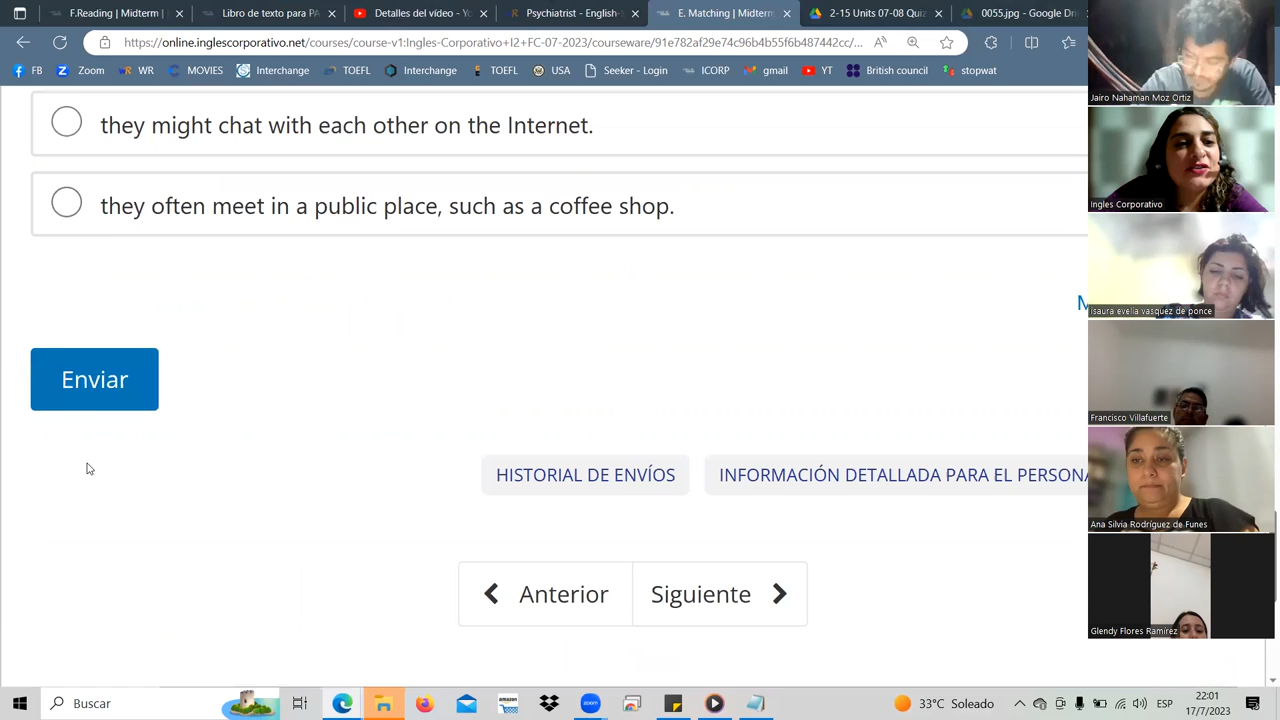 F.Reading | Midterm
Libro de texto para PA
Detalles del vídeo - Yo
Psychiatrist - English-S
E. Matching | Midterm
2-15 Units 07-08 Quiz
0055.jpg - Google Drive
https://online.inglescorporativo.net/courses/course-v1:Ingles-Corporativo+I2+FC-07-2023/courseware/91e782af29e74c96b4b55f6b487442cc/...
FB
Zoom
WR
MOVIES
Interchange
TOEFL
Interchange
TOEFL
USA
Seeker - Login
ICORP
gmail
YT
British council
stopwat
they might chat with each other on the Internet.
they often meet in a public place, such as a coffee shop.
Enviar
HISTORIAL DE ENVÍOS
INFORMACIÓN DETALLADA PARA EL PERSONA
Anterior
Siguiente
Jairo Nahaman Moz Ortiz
Ingles Corporativo
isaura evelia vasquez de ponce
Francisco Villafuerte
Ana Silvia Rodríguez de Funes
Glendy Flores Ramírez
Buscar
33°C Soleado
ESP
22:01
17/7/2023